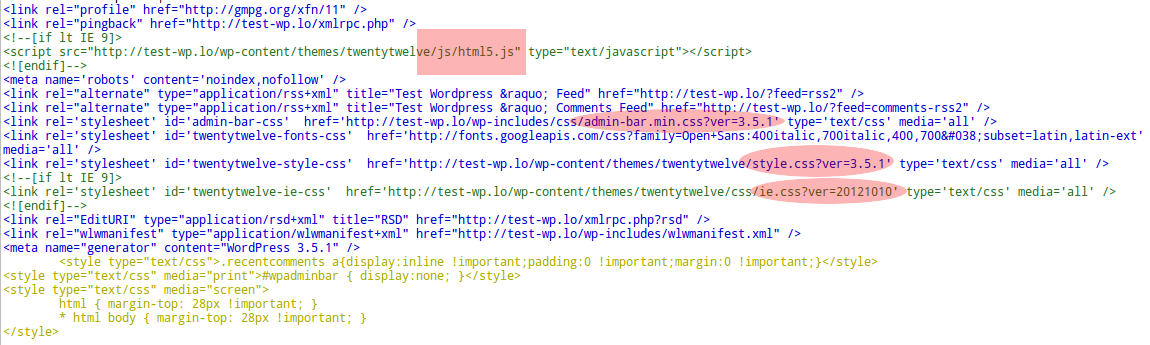 <link rel="profile" href="http://gmpg.org/xfn/11" />
<link rel="pingback" href="http://test-wp.lo/xmlrpc.php" />
<!--[if lt IE 9]>
<script src="http://test-wp.lo/wp-content/themes/twentytwelve/js/html5.js" type="text/javascript"></script>
<![endif]-->
<meta name='robots' content='noindex,nofollow' />
<link rel="alternate" type="application/rss+xml" title="Test Wordpress &raquo; Feed" href="http://test-wp.lo/?feed=rss2" />
<link rel="alternate" type="application/rss+xml" title="Test Wordpress &raquo; Comments Feed" href="http://test-wp.lo/?feed=comments-rss2" />
<link rel='stylesheet' id='admin-bar-css'  href='http://test-wp.lo/wp-includes/css/admin-bar.min.css?ver=3.5.1' type='text/css' media='all' />
<link rel='stylesheet' id='twentytwelve-fonts-css'  href='http://fonts.googleapis.com/css?family=Open+Sans:400italic,700italic,400,700&#038;subset=latin,latin-ext'
media='all' />
<link rel='stylesheet' id='twentytwelve-style-css'  href='http://test-wp.lo/wp-content/themes/twentytwelve/style.css?ver=3.5.1' type='text/css' media='all' />
<!--[if lt IE 9]>
<link rel='stylesheet' id='twentytwelve-ie-css'  href='http://test-wp.lo/wp-content/themes/twentytwelve/css/ie.css?ver=20121010' type='text/css' media='all' />
<![endif]-->
<link rel="EditURI" type="application/rsd+xml" title="RSD" href="http://test-wp.lo/xmlrpc.php?rsd" />
<link rel="wlwmanifest" type="application/wlwmanifest+xml" href="http://test-wp.lo/wp-includes/wlwmanifest.xml" />
<meta name="generator" content="WordPress 3.5.1" />
<style type="text/css">.recentcomments a{display:inline !important;padding:0 !important;margin:0 !important;}</style>
<style type="text/css" media="print">#wpadminbar { display:none; }</style>
<style type="text/css" media="screen">
html { margin-top: 28px !important; }
* html body { margin-top: 28px !important; }
</style>